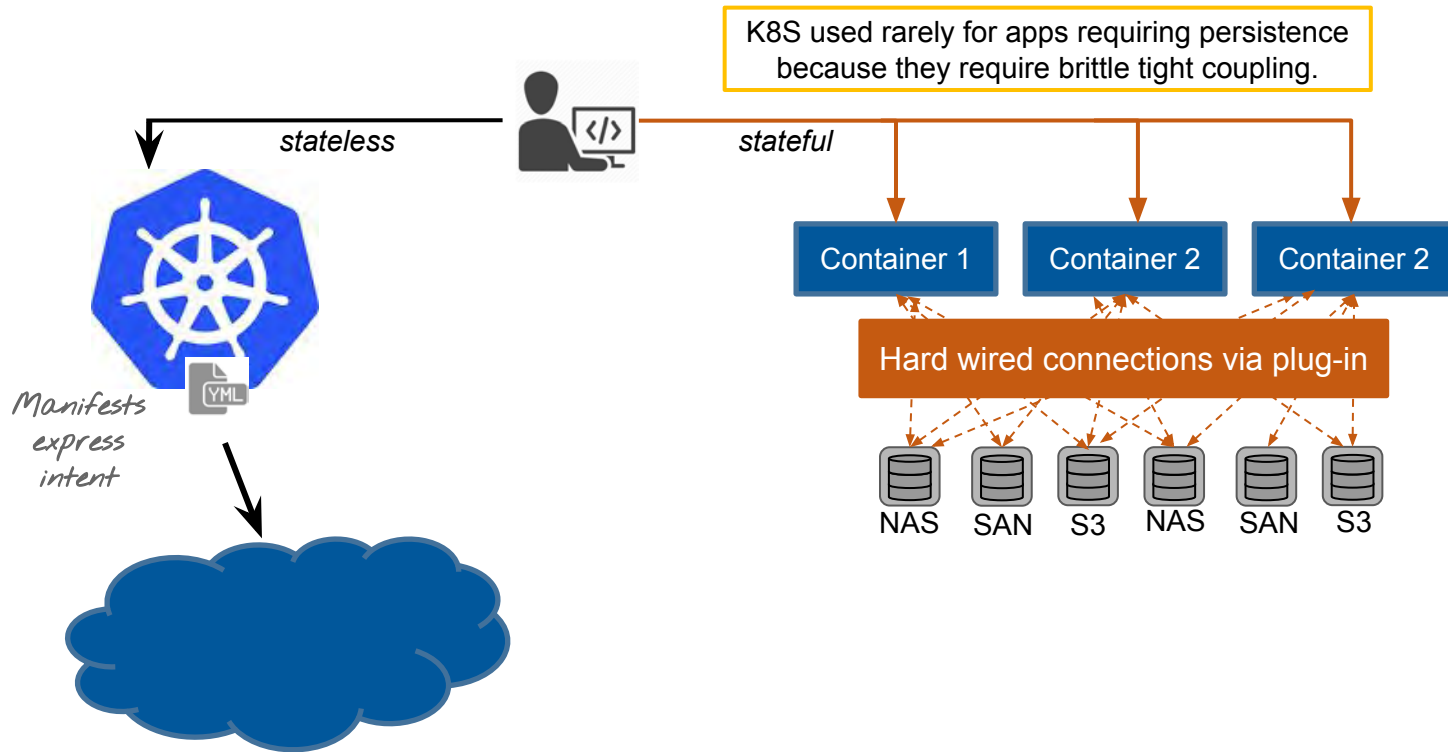 K8S used rarely for apps requiring persistence
because they require brittle tight coupling.
stateless
</>
stateful
Container 1
Container 2
Container 2
Hard wired connections via plug-in
YML
Manifests
express
intent
NAS
SAN
S3
NAS
SAN
S3